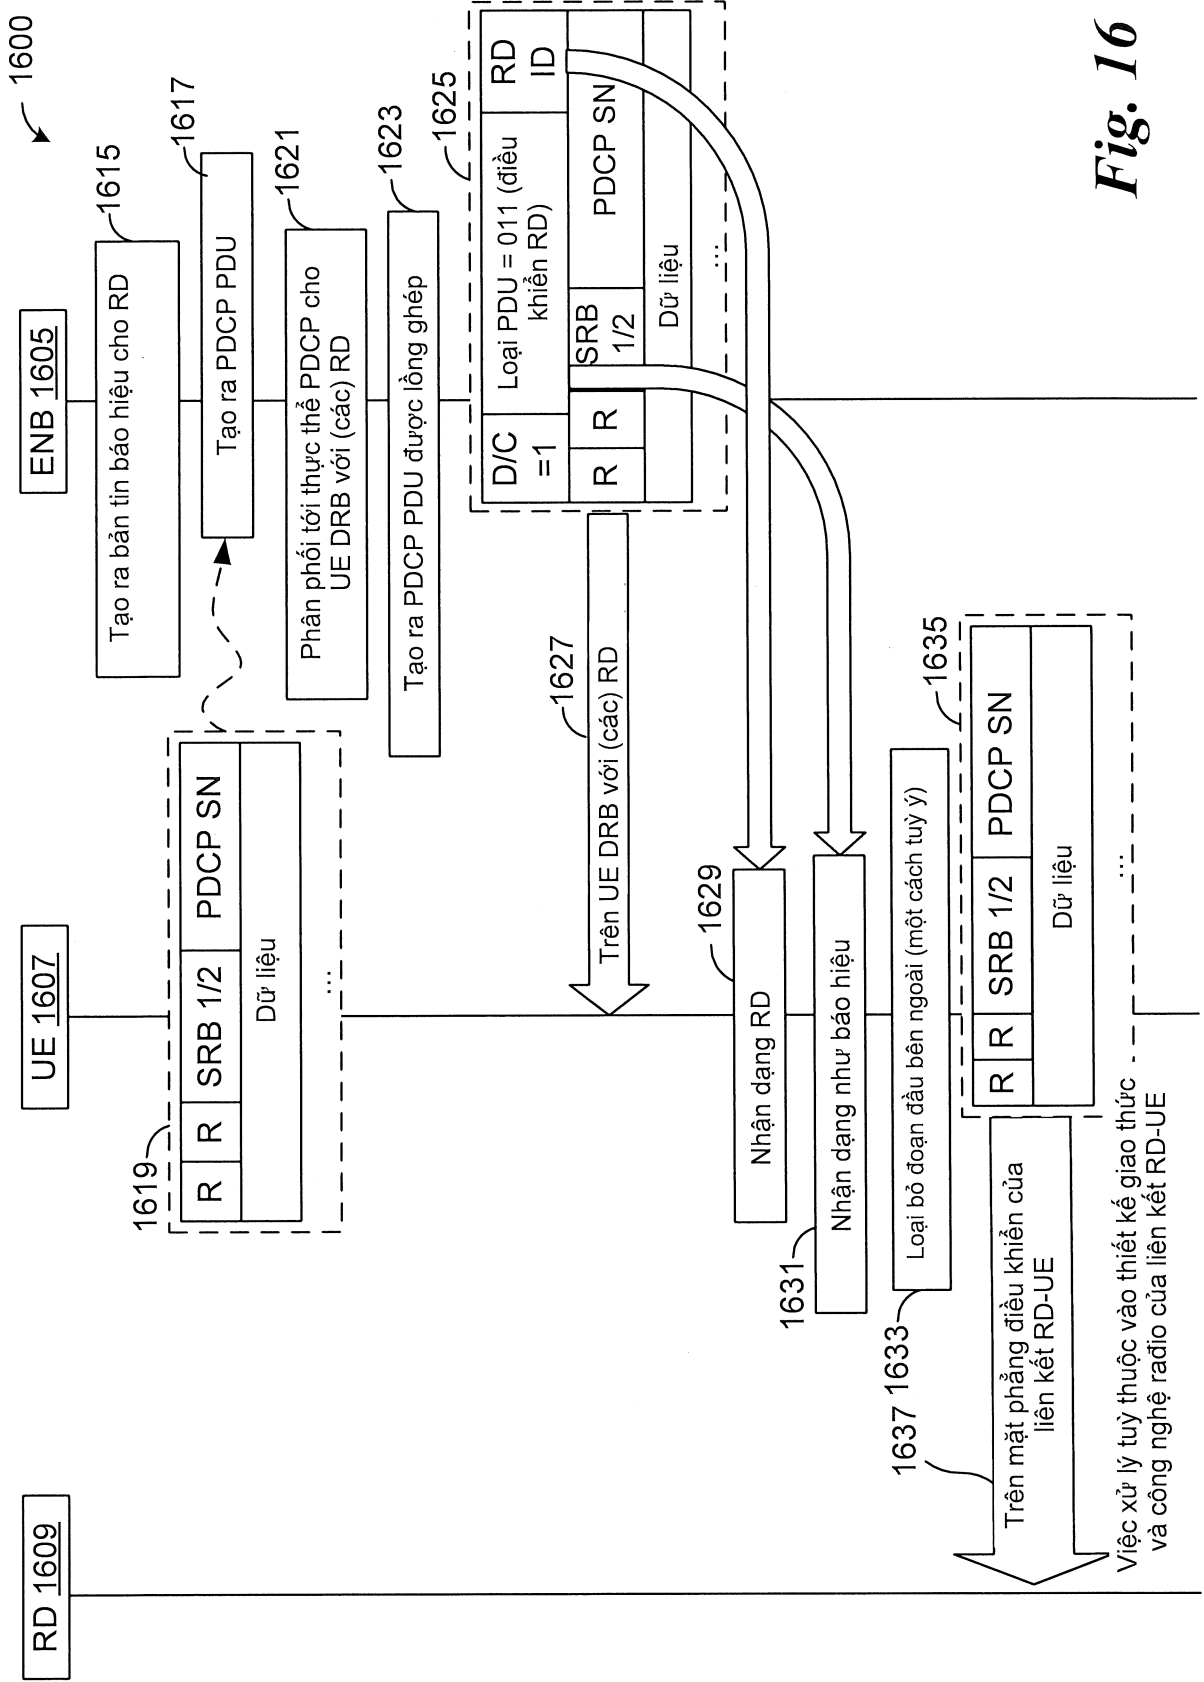 1600
RD 1609
UE 1607
ENB 1605
1615
Tạo ra bản tin báo hiệu cho RD
1617
Tạo ra PDCP PDU
1619
R
R
SRB 1/2
PDCP SN
Dữ liệu
...
1621
Phân phối tới thực thể PDCP cho
UE DRB với (các) RD
1623
Tạo ra PDCP PDU được lồng ghép
1625
D/C
=1
Loại PDU = 011 (điều
khiển RD)
RD
ID
R
R
SRB
1/2
PDCP SN
Dữ liệu
...
1627
Trên UE DRB với (các) RD
1629
Nhận dạng RD
1631
Nhận dạng như báo hiệu
1633
Loại bỏ đoạn đầu bên ngoài (một cách tuỳ ý)
1635
R
R
SRB 1/2
PDCP SN
Dữ liệu
...
1637
Trên mặt phẳng điều khiển của
liên kết RD-UE
Việc xử lý tuỳ thuộc vào thiết kế giao thức
và công nghệ radio của liên kết RD-UE
Fig. 16